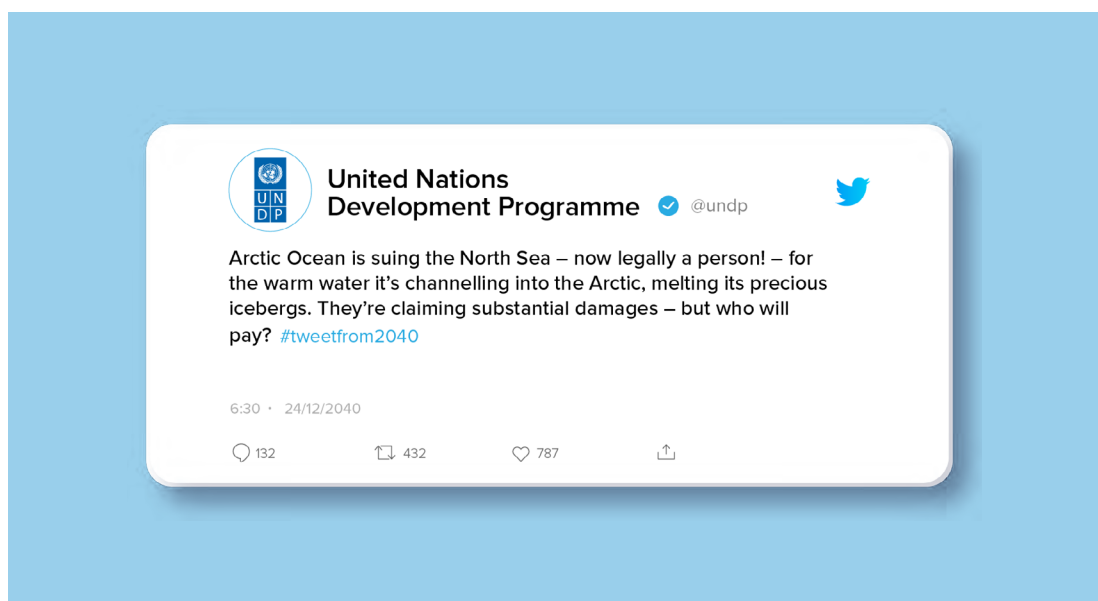 UN
DP
United Nations
Development Programme @undp
Arctic Ocean is suing the North Sea – now legally a person! – for
the warm water it's channelling into the Arctic, melting its precious
icebergs. They're claiming substantial damages – but who will
pay? #tweetfrom2040
6:30 · 24/12/2040
132 432 787